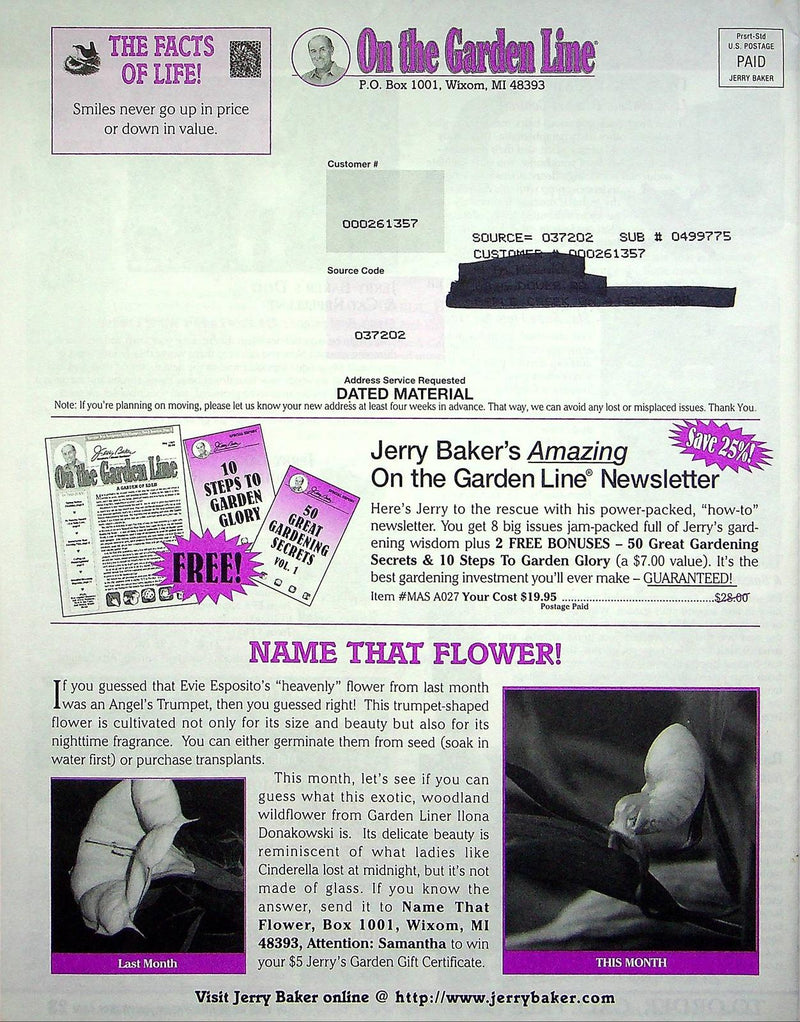 THE FACTS
OF LIFE!
Smiles never go up in price
or down in value.
On the Garden Line
P.O. Box 1001, Wixom, MI 48393
Prsrt-Std
U.S. POSTAGE
PAID
JERRY BAKER
Customer #
000261357
SOURCE= 037202 SUB # 0499775
CUSTOMER # 000261357
Source Code
037202
Address Service Requested
DATED MATERIAL
Note: If you're planning on moving, please let us know your new address at least four weeks in advance. That way, we can avoid any lost or misplaced issues. Thank You.
On the Garden Line
10
STEPS TO
GARDEN
GLORY
50
GREAT
GARDENING
SECRETS
VOL. 1
FREE!
Save 25%!
Jerry Baker's Amazing
On the Garden Line® Newsletter
Here's Jerry to the rescue with his power-packed, "how-to"
newsletter. You get 8 big issues jam-packed full of Jerry's gard-
ening wisdom plus 2 FREE BONUSES – 50 Great Gardening
Secrets & 10 Steps To Garden Glory (a $7.00 value). It's the
best gardening investment you'll ever make – GUARANTEED!
Item #MAS A027 Your Cost $19.95 ..........................................$28.00
Postage Paid
NAME THAT FLOWER!
If you guessed that Evie Esposito's "heavenly" flower from last month
was an Angel's Trumpet, then you guessed right! This trumpet-shaped
flower is cultivated not only for its size and beauty but also for its
nighttime fragrance. You can either germinate them from seed (soak in
water first) or purchase transplants.
This month, let's see if you can
guess what this exotic, woodland
wildflower from Garden Liner Ilona
Donakowski is. Its delicate beauty is
reminiscent of what ladies like
Cinderella lost at midnight, but it's not
made of glass. If you know the
answer, send it to Name That
Flower, Box 1001, Wixom, MI
48393, Attention: Samantha to win
your $5 Jerry's Garden Gift Certificate.
Last Month
THIS MONTH
Visit Jerry Baker online @ http://www.jerrybaker.com